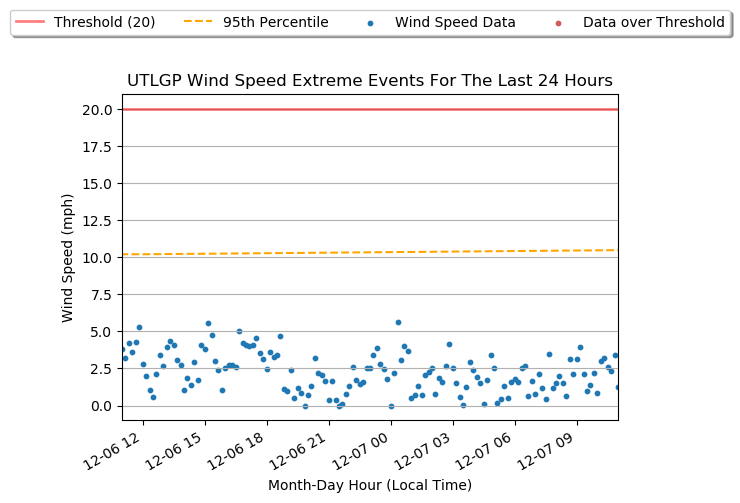 Threshold (20) 95th Percentile Wind Speed Data Data over Threshold
UTLGP Wind Speed Extreme Events For The Last 24 Hours
20.0
17.5
15.0
12.5
10.0
7.5
5.0
2.5
0.0
Wind Speed (mph)
12-06 12 12-06 15 12-06 18 12-06 21 12-07 00 12-07 03 12-07 06 12-07 09
Month-Day Hour (Local Time)